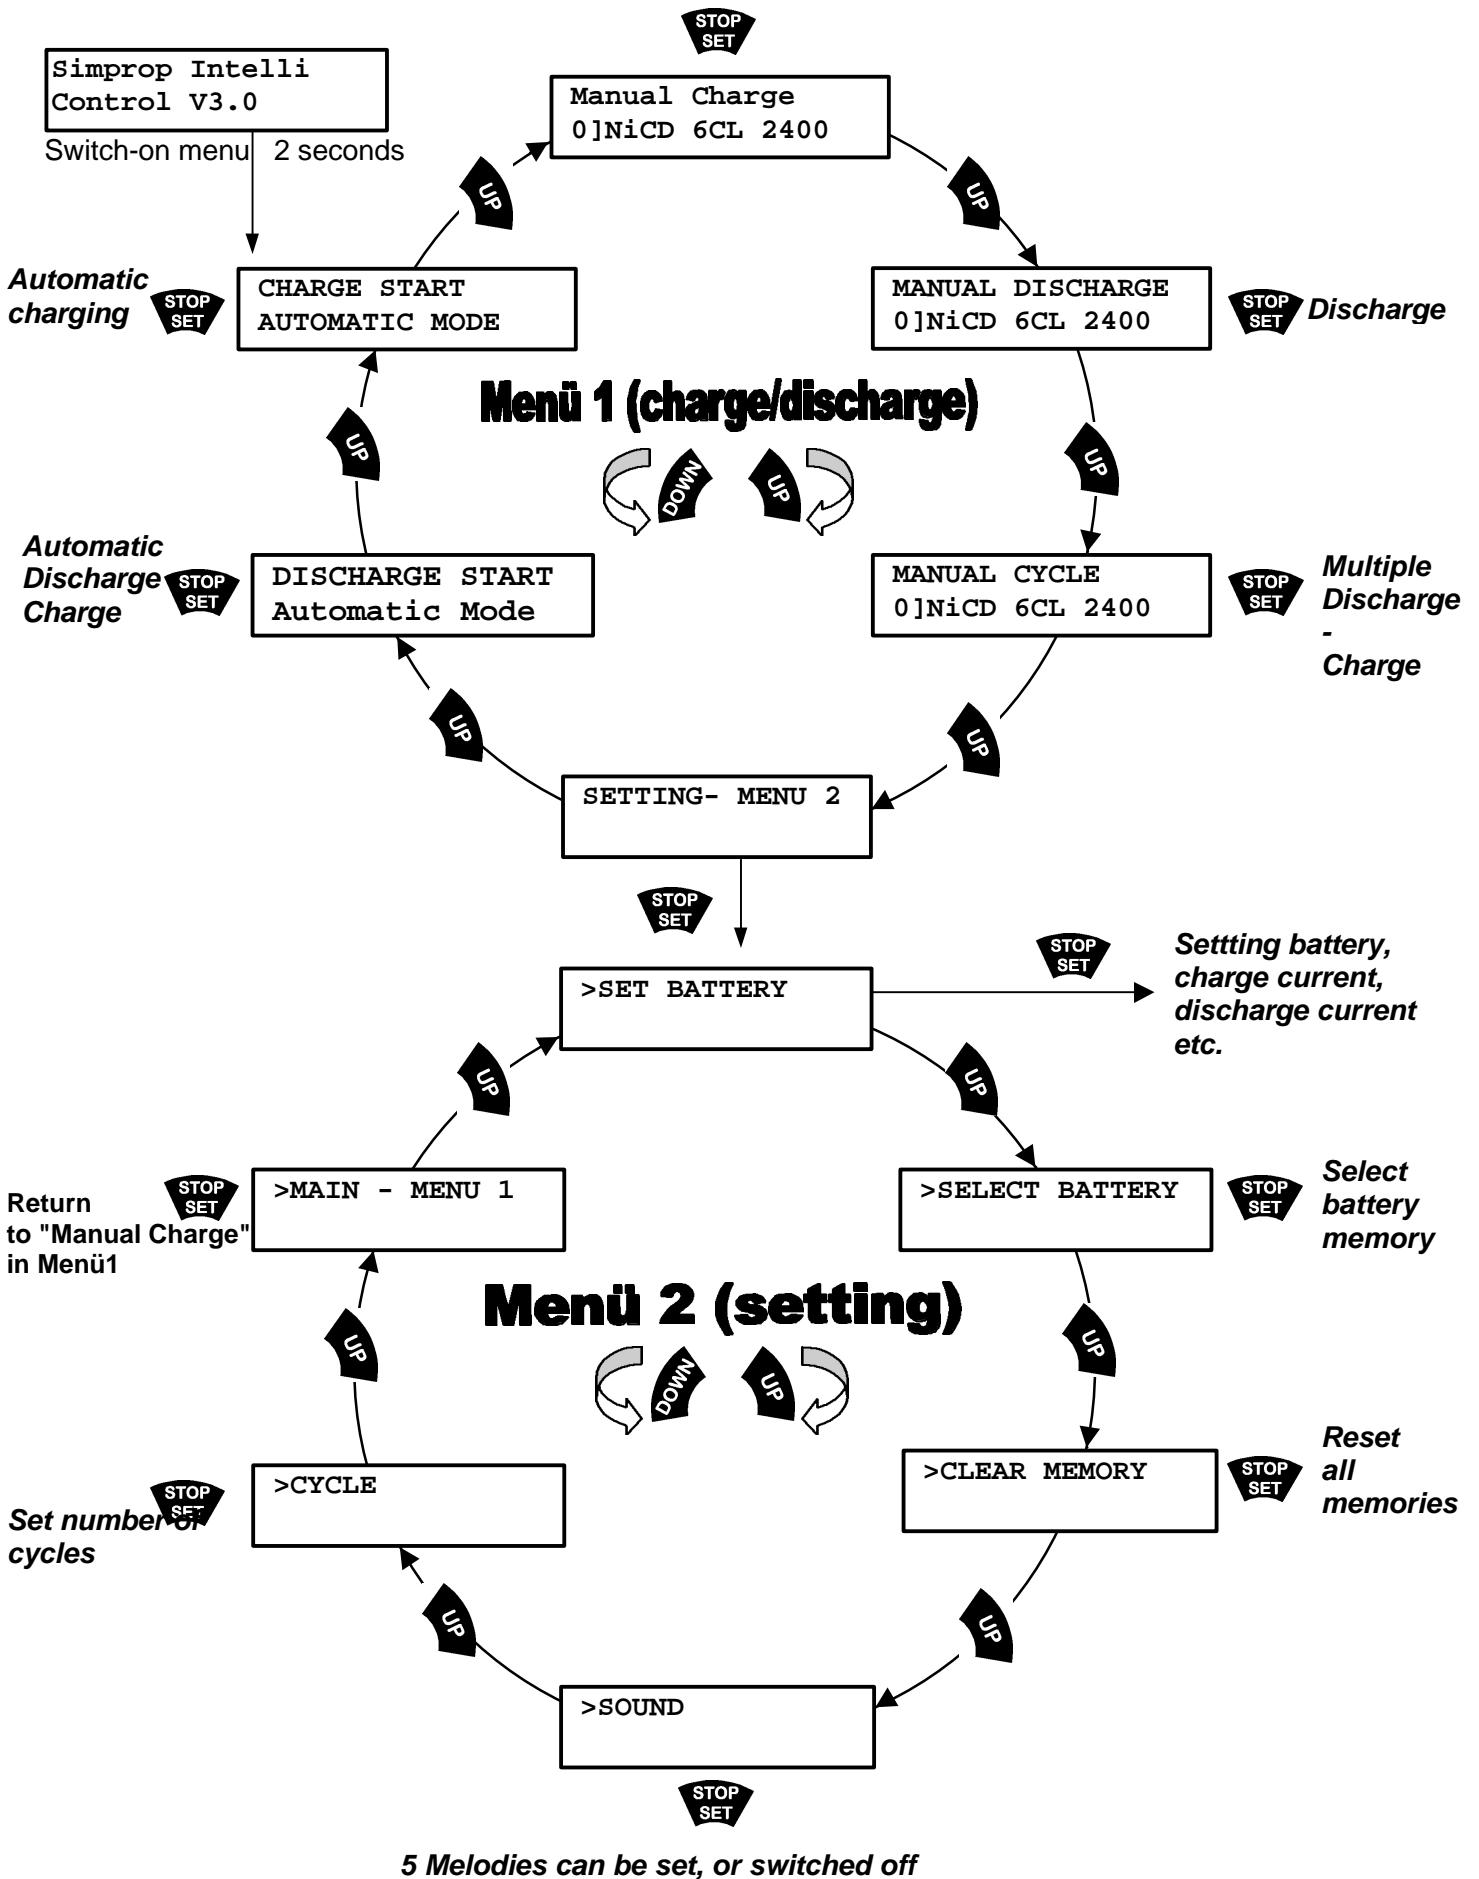 STOP
SET
Simprop Intelli
Control V3.0
Switch-on menu 2 seconds
Manual Charge
0]NiCD 6CL 2400
UP
UP
Automatic
charging
STOP
SET
CHARGE START
AUTOMATIC MODE
MANUAL DISCHARGE
0]NiCD 6CL 2400
STOP
SET
Discharge
Menü 1 (charge/discharge)
UP
DOWN
UP
UP
Automatic
Discharge
Charge
STOP
SET
DISCHARGE START
Automatic Mode
MANUAL CYCLE
0]NiCD 6CL 2400
STOP
SET
Multiple
Discharge
-
Charge
UP
UP
SETTING- MENU 2
STOP
SET
>SET BATTERY
STOP
SET
Settting battery,
charge current,
discharge current
etc.
UP
UP
Return
to "Manual Charge"
in Menü1
STOP
SET
>MAIN - MENU 1
>SELECT BATTERY
STOP
SET
Select
battery
memory
Menü 2 (setting)
UP
DOWN
UP
UP
Set number of
cycles
STOP
SET
>CYCLE
>CLEAR MEMORY
STOP
SET
Reset
all
memories
UP
UP
>SOUND
STOP
SET
5 Melodies can be set, or switched off